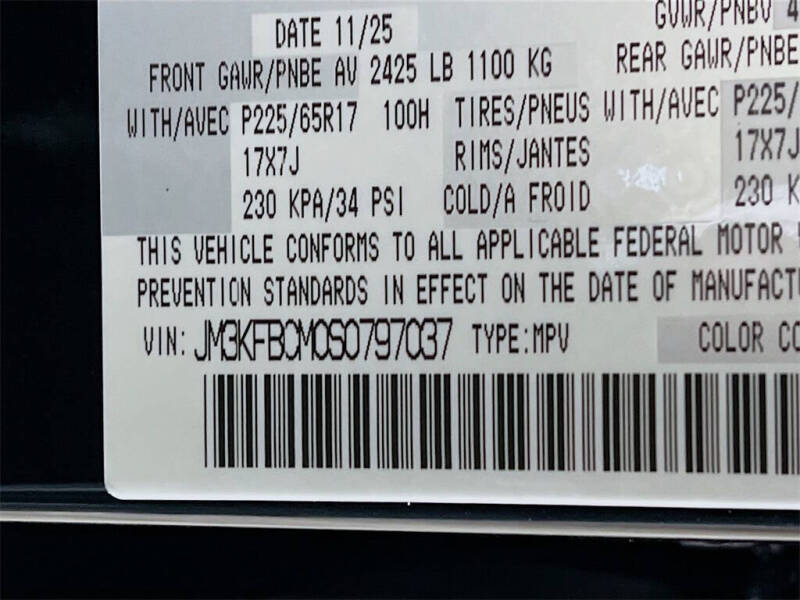 DATE 11/25
GVWR/PNBV 4
FRONT GAWR/PNBE AV 2425 LB 1100 KG
REAR GAWR/PNBE
WITH/AVEC P225/65R17 100H TIRES/PNEUS WITH/AVEC P225/
17X7J RIMS/JANTES 17X7J
230 KPA/34 PSI COLD/A FROID 230 K
THIS VEHICLE CONFORMS TO ALL APPLICABLE FEDERAL MOTOR
PREVENTION STANDARDS IN EFFECT ON THE DATE OF MANUFACT
VIN: JM3KFBCM0S0797037 TYPE:MPV COLOR CO